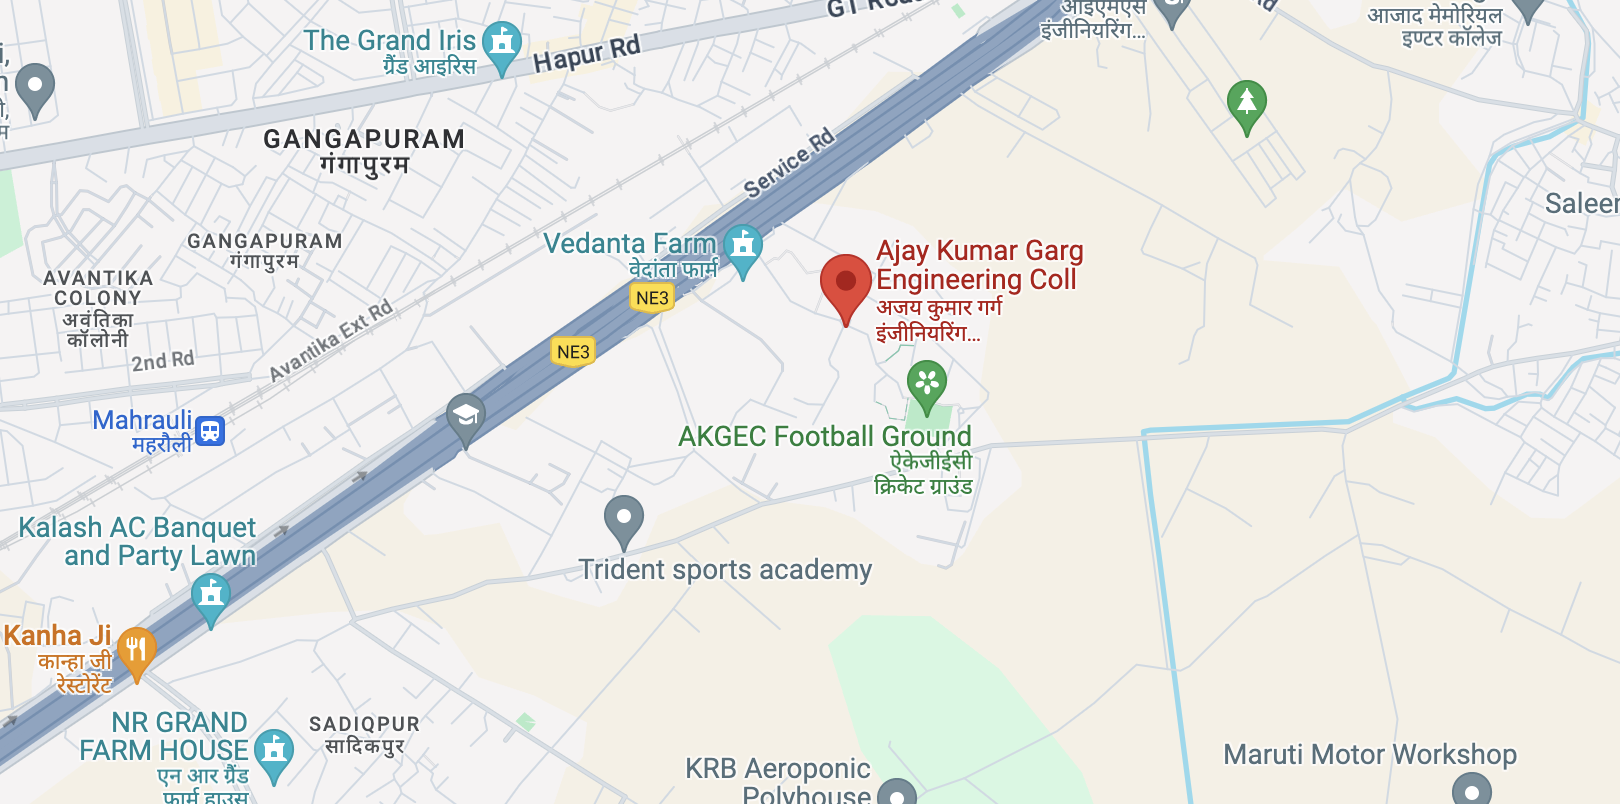 GT Road
Hapur Rd
The Grand Iris
ग्रैंड आइरिस
आईएमएस
इंजीनियरिंग...
आजाद मेमोरियल
इण्टर कॉलेज
GANGAPURAM
गंगापुरम
Service Rd
Saleem
GANGAPURAM
गंगापुरम
Vedanta Farm
वेदांता फार्म
Ajay Kumar Garg
Engineering Coll
अजय कुमार गर्ग
इंजीनियरिंग...
AVANTIKA
COLONY
अवंतिका
कॉलोनी
NE3
NE3
Avantika Ext Rd
2nd Rd
Mahrauli
महरौली
AKGEC Football Ground
ऐकेजीईसी
क्रिकेट ग्राउंड
Kalash AC Banquet
and Party Lawn
Trident sports academy
Kanha Ji
कान्हा जी
रेस्टोरेंट
NR GRAND
FARM HOUSE
एन आर ग्रैंड
फार्म हाउस
SADIQPUR
सादिकपुर
KRB Aeroponic
Polyhouse
Maruti Motor Workshop